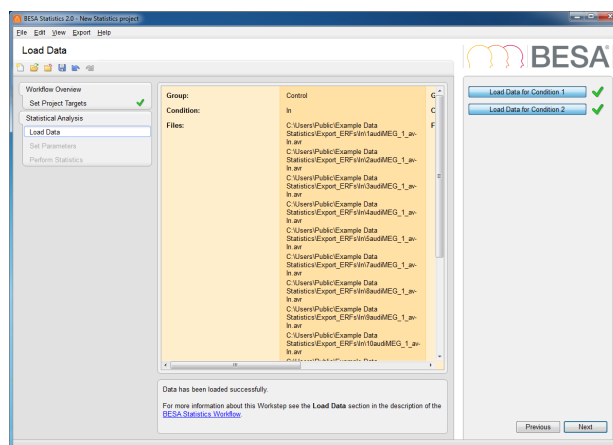 BESA Statistics 2.0 - New Statistics project
File Edit View Export Help
Load Data
BESA®
Workflow Overview
Set Project Targets
Statistical Analysis
Load Data
Set Parameters
Perform Statistics
Group: Control G
Condition: In C
Files: C:\Users\Public\Example Data F
Statistics\Export_ERFs\In\1audiMEG_1_av-
In.avr
C:\Users\Public\Example Data
Statistics\Export_ERFs\In\2audiMEG_1_av-
In.avr
C:\Users\Public\Example Data
Statistics\Export_ERFs\In\3audiMEG_1_av-
In.avr
C:\Users\Public\Example Data
Statistics\Export_ERFs\In\4audiMEG_1_av-
In.avr
C:\Users\Public\Example Data
Statistics\Export_ERFs\In\5audiMEG_1_av-
In.avr
C:\Users\Public\Example Data
Statistics\Export_ERFs\In\7audiMEG_1_av-
In.avr
C:\Users\Public\Example Data
Statistics\Export_ERFs\In\8audiMEG_1_av-
In.avr
C:\Users\Public\Example Data
Statistics\Export_ERFs\In\9audiMEG_1_av-
In.avr
C:\Users\Public\Example Data
Statistics\Export_ERFs\In\10audiMEG_1_av-
In.avr
C:\Users\Public\Example Data
Load Data for Condition 1
Load Data for Condition 2
Data has been loaded successfully.
For more information about this Workstep see the Load Data section in the description of the
BESA Statistics Workflow.
Previous Next